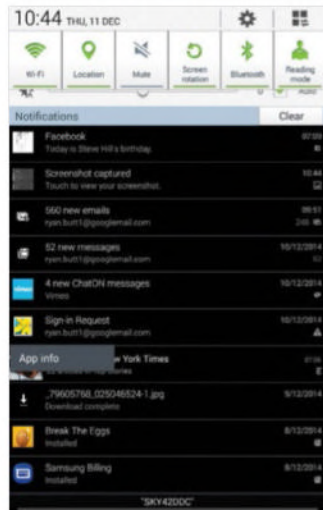 10:44 THU, 11 DEC
Wi-Fi
Location
Mute
Screen
rotation
Bluetooth
Reading
mode
Auto
Notifications
Clear
Facebook
07:09
Today is Steve Hill's birthday.
Screenshot captured
10:44
Touch to view your screenshot.
560 new emails
09:51
ryan.butt1@googlemail.com
246
52 new messages
10/12/2014
ryan.butt1@googlemail.com
4 new ChatON messages
10/12/2014
Vimeo
Sign-in Request
10/12/2014
ryan.butt1@googlemail.com
App info
w York Times
_79605768_025046524-1.jpg
9/12/2014
Download complete
Break The Eggs
8/12/2014
Installed
Samsung Billing
8/12/2014
Installed
"SKY42DDC"